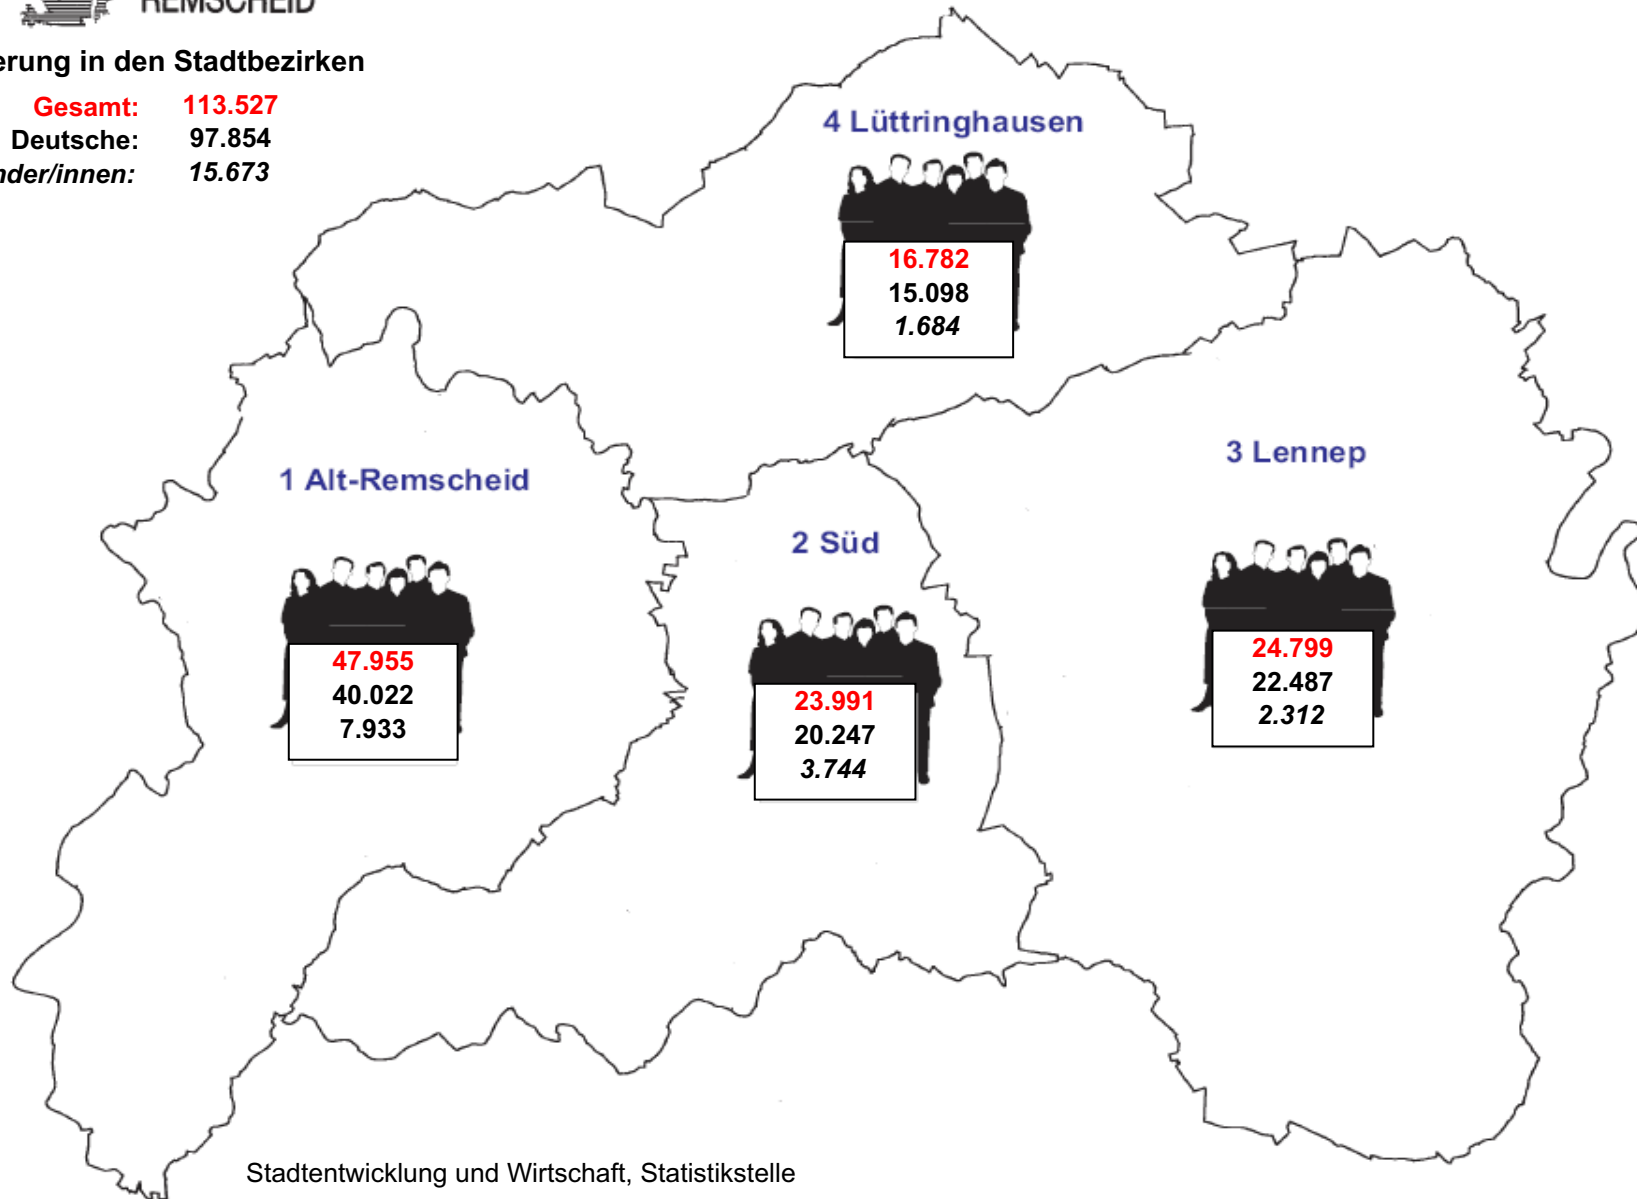 REMSCHEID
erung in den Stadtbezirken
Gesamt: 113.527
Deutsche: 97.854
nder/innen: 15.673
4 Lüttringhausen
16.782
15.098
1.684
3 Lennep
1 Alt-Remscheid
2 Süd
24.799
22.487
2.312
47.955
40.022
7.933
23.991
20.247
3.744
Stadtentwicklung und Wirtschaft, Statistikstelle